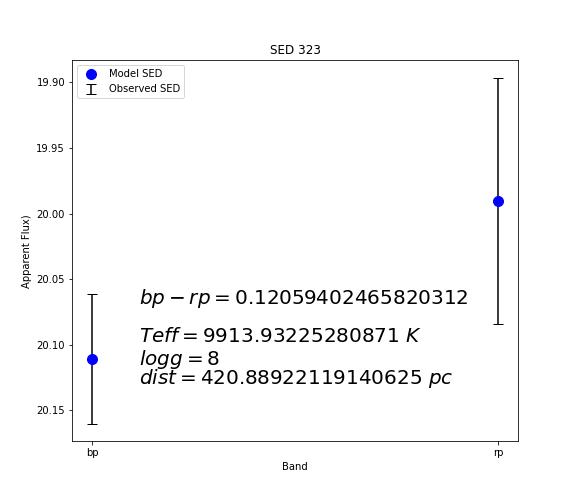 SED 323
Model SED
Observed SED
19.90
19.95
20.00
20.05
20.10
20.15
Apparent Flux)
bp − rp = 0.12059402465820312
Teff = 9913.93225280871 K
logg = 8
dist = 420.88922119140625 pc
bp
rp
Band